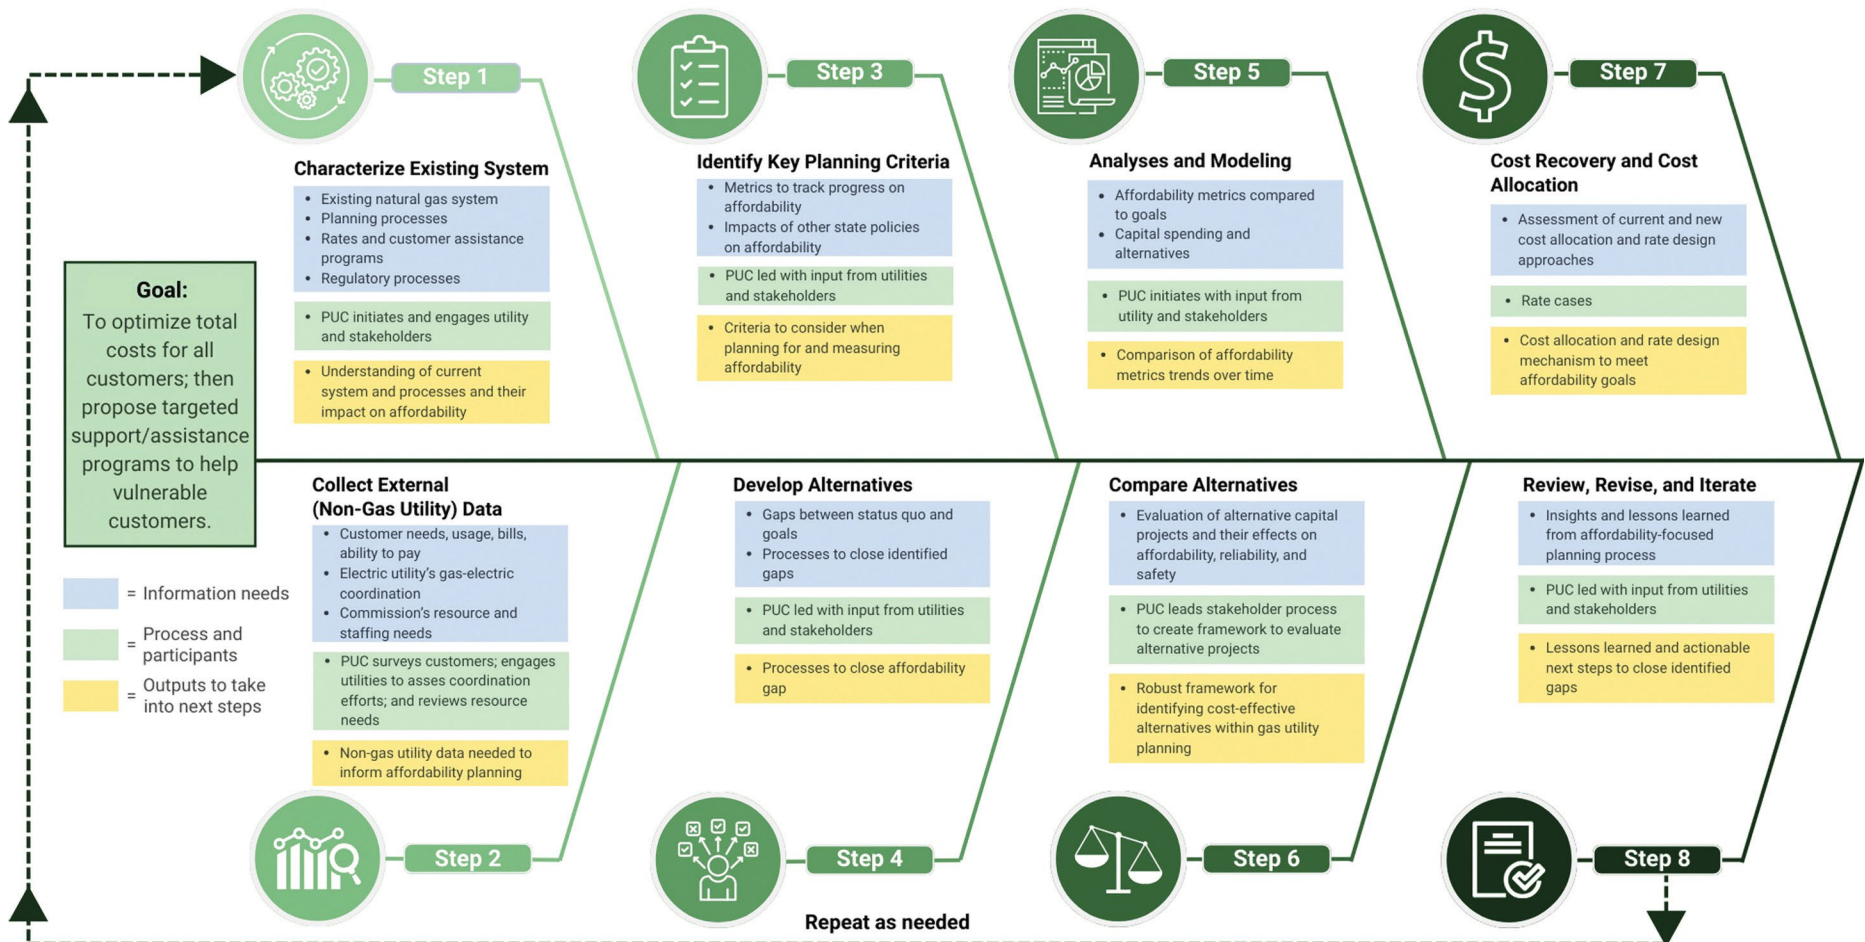 Step 1
Characterize Existing System
• Existing natural gas system
• Planning processes
• Rates and customer assistance
programs
• Regulatory processes
• PUC initiates and engages utility
and stakeholders
• Understanding of current
system and processes and their
impact on affordability
Step 3
Identify Key Planning Criteria
• Metrics to track progress on
affordability
• Impacts of other state policies
on affordability
• PUC led with input from utilities
and stakeholders
• Criteria to consider when
planning for and measuring
affordability
Step 5
Analyses and Modeling
• Affordability metrics compared
to goals
• Capital spending and
alternatives
• PUC initiates with input from
utility and stakeholders
• Comparison of affordability
metrics trends over time
Step 7
Cost Recovery and Cost
Allocation
• Assessment of current and new
cost allocation and rate design
approaches
• Rate cases
• Cost allocation and rate design
mechanism to meet
affordability goals
Goal:
To optimize total
costs for all
customers; then
propose targeted
support/assistance
programs to help
vulnerable
customers.
= Information needs
= Process and
participants
= Outputs to take
into next steps
Collect External
(Non-Gas Utility) Data
• Customer needs, usage, bills,
ability to pay
• Electric utility's gas-electric
coordination
• Commission's resource and
staffing needs
• PUC surveys customers; engages
utilities to asses coordination
efforts; and reviews resource
needs
• Non-gas utility data needed to
inform affordability planning
Step 2
Develop Alternatives
• Gaps between status quo and
goals
• Processes to close identified
gaps
• PUC led with input from utilities
and stakeholders
• Processes to close affordability
gap
Step 4
Compare Alternatives
• Evaluation of alternative capital
projects and their effects on
affordability, reliability, and
safety
• PUC leads stakeholder process
to create framework to evaluate
alternative projects
• Robust framework for
identifying cost-effective
alternatives within gas utility
planning
Step 6
Review, Revise, and Iterate
• Insights and lessons learned
from affordability-focused
planning process
• PUC led with input from utilities
and stakeholders
• Lessons learned and actionable
next steps to close identified
gaps
Step 8
Repeat as needed